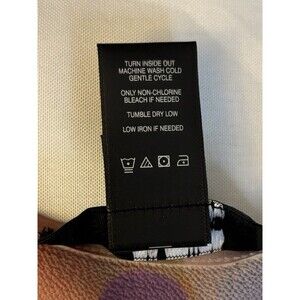 TURN INSIDE OUT
MACHINE WASH COLD
GENTLE CYCLE
ONLY NON-CHLORINE
BLEACH IF NEEDED
TUMBLE DRY LOW
LOW IRON IF NEEDED